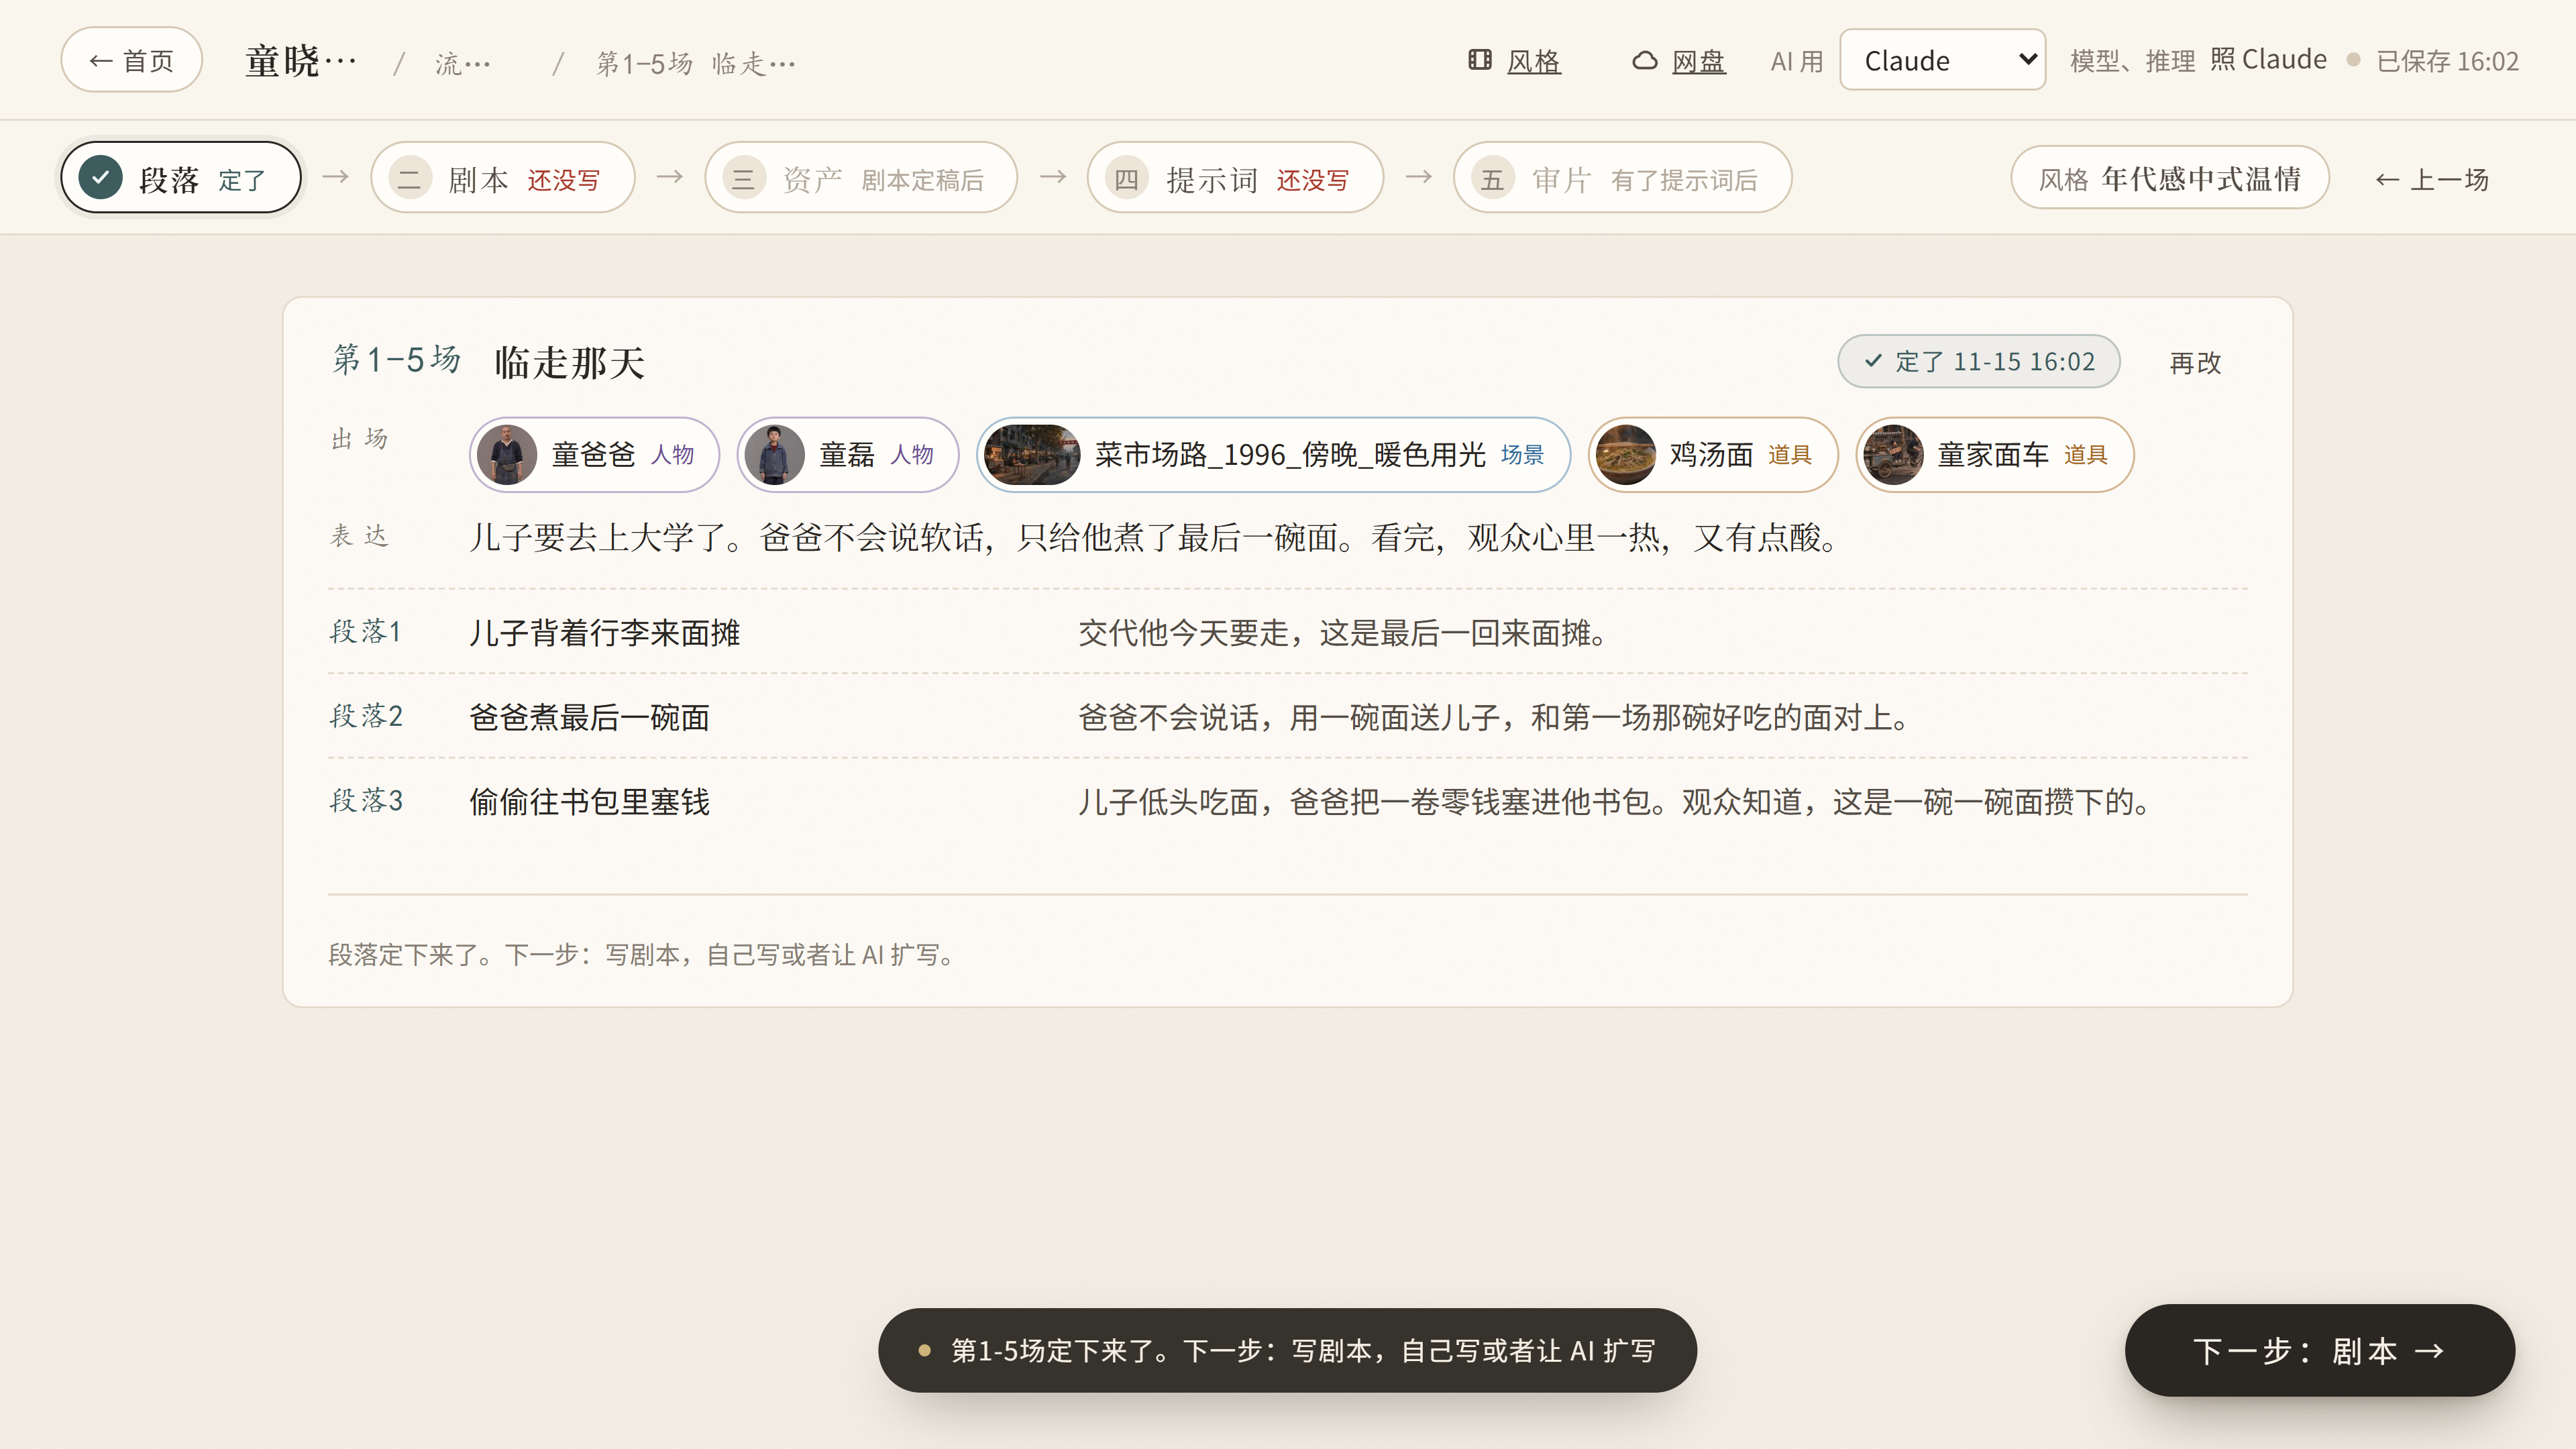 ← 首页 童晓… / 流… / 第1-5场 临走… 风格 网盘 AI 用 Claude 模型、推理 照 Claude 已保存 16:02
段落 定了 → 二 剧本 还没写 → 三 资产 剧本定稿后 → 四 提示词 还没写 → 五 审片 有了提示词后 风格 年代感中式温情 ← 上一场
第1-5场 临走那天 定了 11-15 16:02 再改
出场 童爸爸 人物 童磊 人物 菜市场路_1996_傍晚_暖色用光 场景 鸡汤面 道具 童家面车 道具
表达 儿子要去上大学了。爸爸不会说软话，只给他煮了最后一碗面。看完，观众心里一热，又有点酸。
段落1 儿子背着行李来面摊 交代他今天要走，这是最后一回来面摊。
段落2 爸爸煮最后一碗面 爸爸不会说话，用一碗面送儿子，和第一场那碗好吃的面对上。
段落3 偷偷往书包里塞钱 儿子低头吃面，爸爸把一卷零钱塞进他书包。观众知道，这是一碗一碗面攒下的。
段落定下来了。下一步：写剧本，自己写或者让 AI 扩写。
第1-5场定下来了。下一步：写剧本，自己写或者让 AI 扩写
下一步：剧本 →